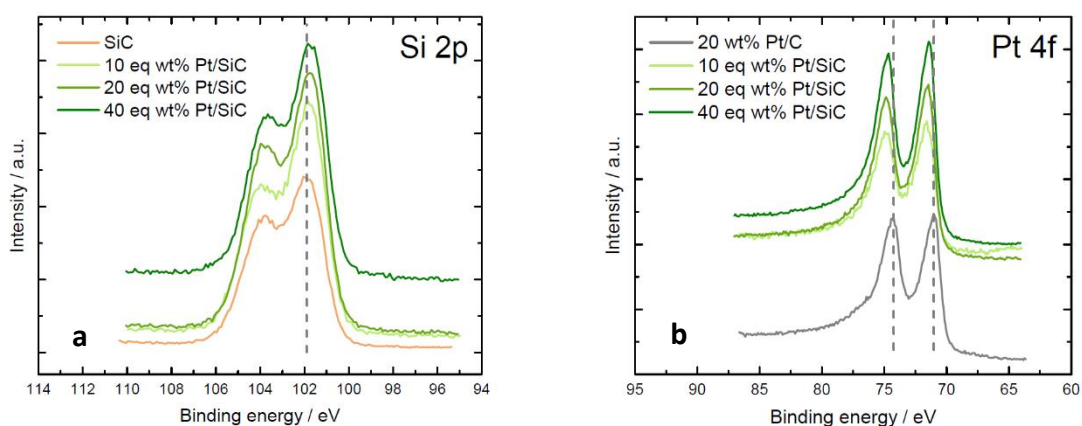 Si 2p
SiC
10 eq wt% Pt/SiC
20 eq wt% Pt/SiC
40 eq wt% Pt/SiC
Intensity / a.u.
a
114 112 110 108 106 104 102 100 98 96 94
Binding energy / eV
Pt 4f
20 wt% Pt/C
10 eq wt% Pt/SiC
20 eq wt% Pt/SiC
40 eq wt% Pt/SiC
Intensity / a.u.
b
95 90 85 80 75 70 65 60
Binding energy / eV